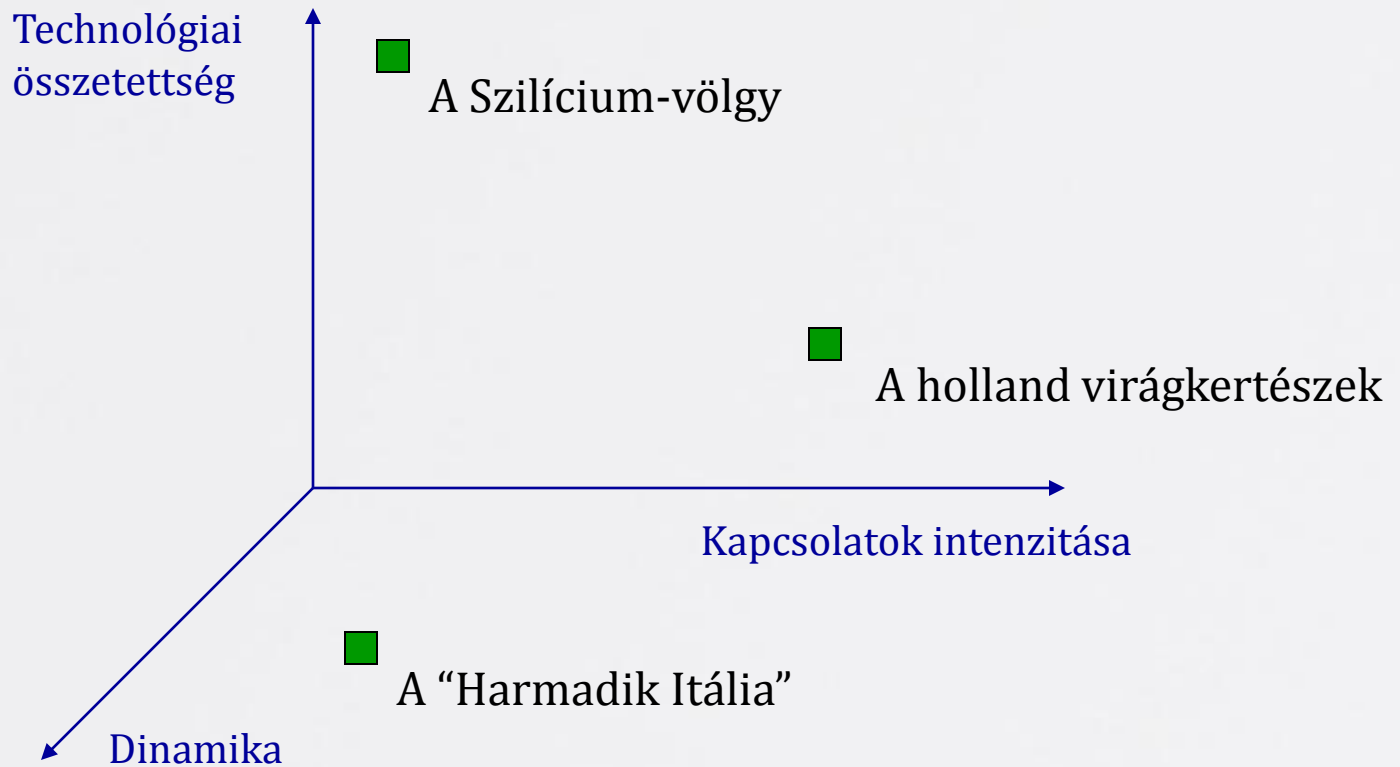 Technológiai
összetettség
A Szilícium-völgy
A holland virágkertészek
Kapcsolatok intenzitása
A “Harmadik Itália”
Dinamika